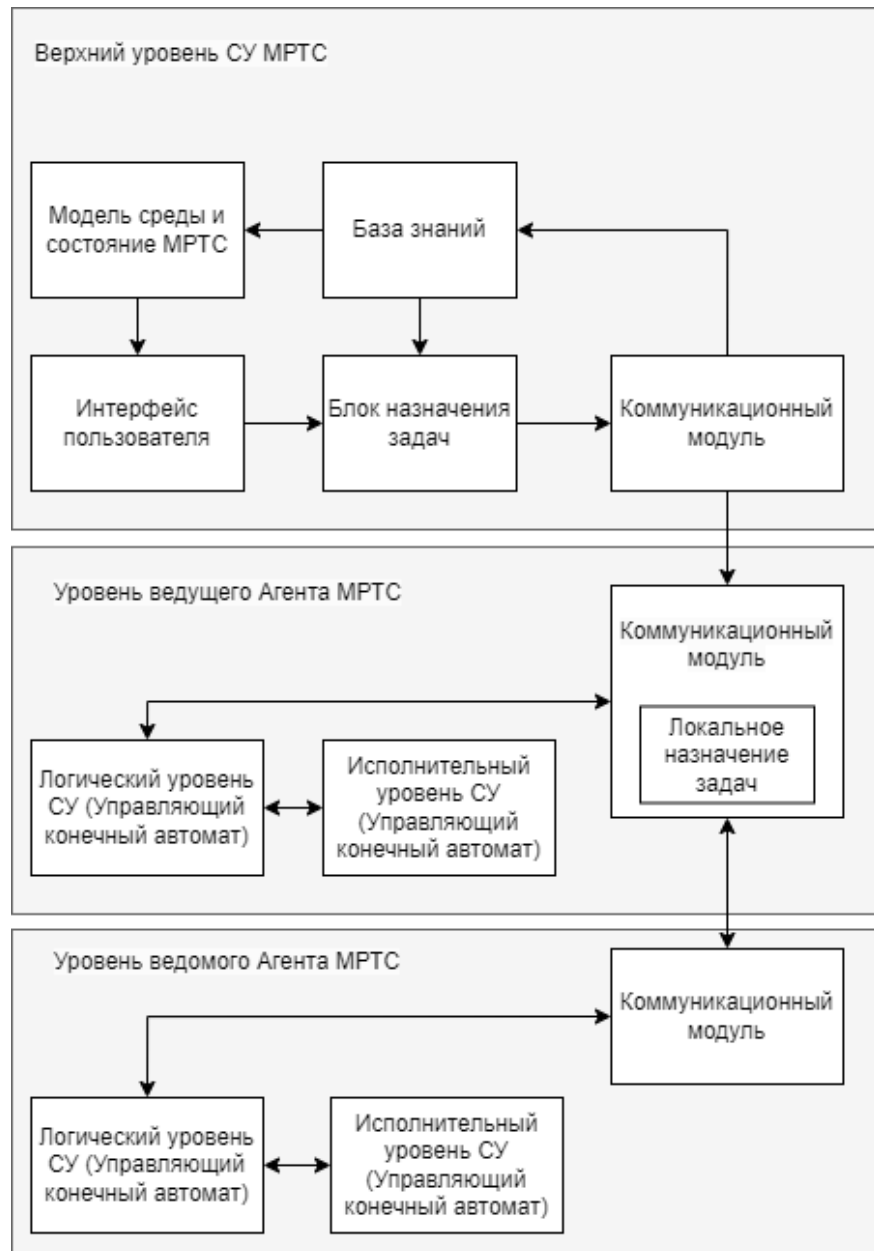 Верхний уровень СУ МРТС
Модель среды и
состояние МРТС
База знаний
Интерфейс
пользователя
Блок назначения
задач
Коммуникационный
модуль
Уровень ведущего Агента МРТС
Коммуникационный
модуль
Локальное
назначение
задач
Логический уровень
СУ (Управляющий
конечный автомат)
Исполнительный
уровень СУ
(Управляющий
конечный автомат)
Уровень ведомого Агента МРТС
Коммуникационный
модуль
Логический уровень
СУ (Управляющий
конечный автомат)
Исполнительный
уровень СУ
(Управляющий
конечный автомат)